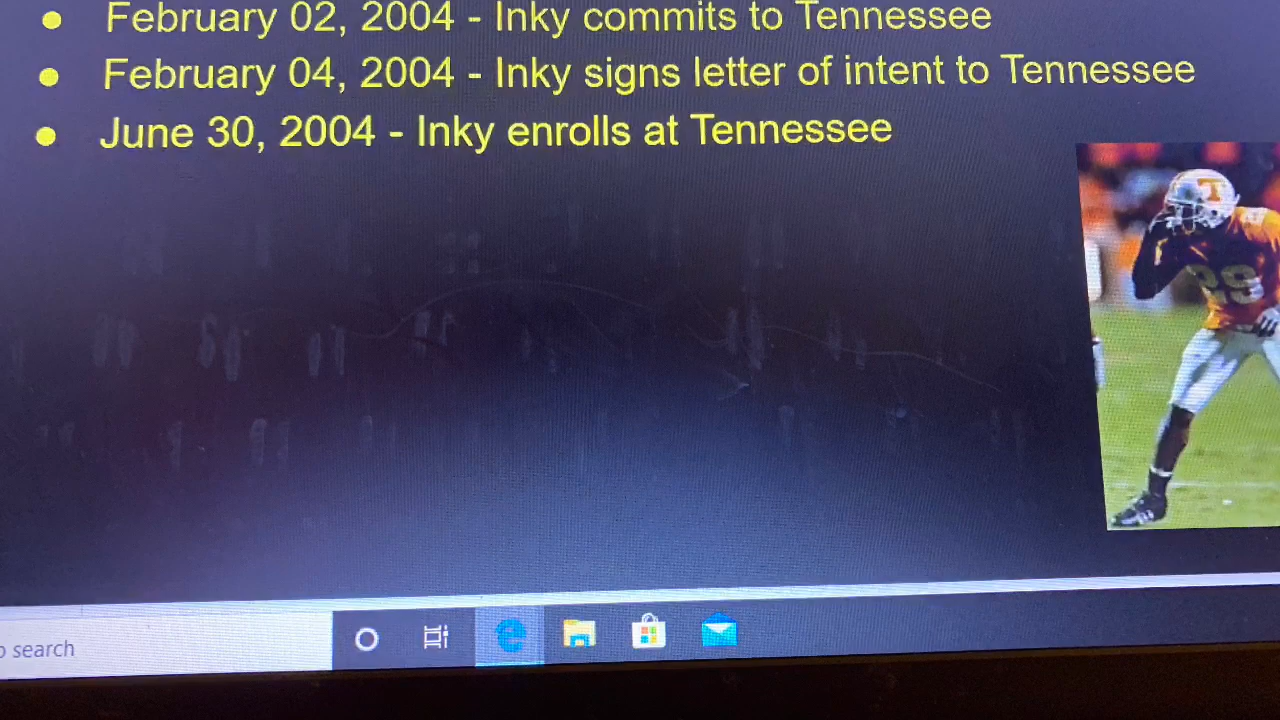 • February 02, 2004 - Inky commits to Tennessee
• February 04, 2004 - Inky signs letter of intent to Tennessee
• June 30, 2004 - Inky enrolls at Tennessee
T
29
search